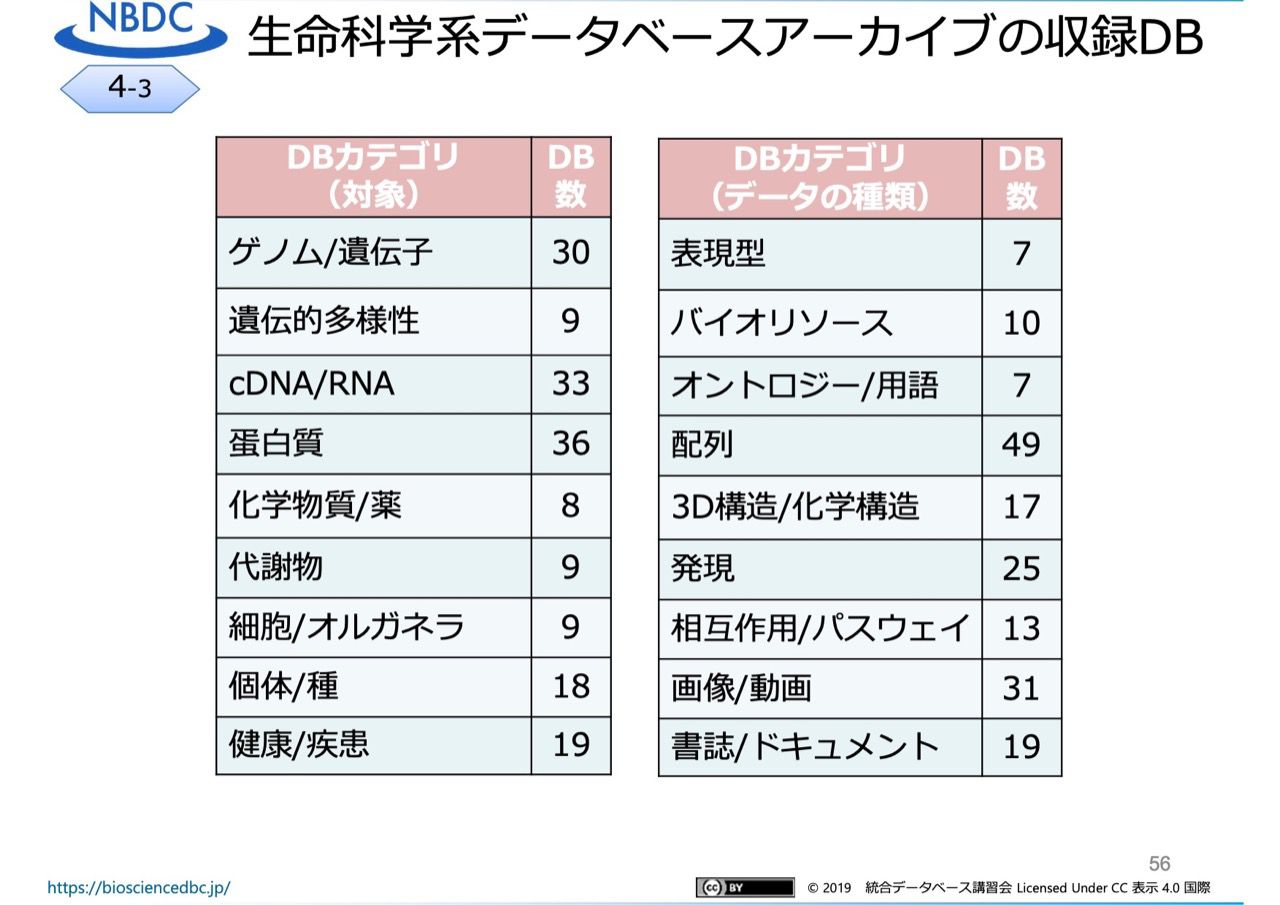 NBDC
生命科学系データベースアーカイブの収録DB
4-3
DBカテゴリ
(対象)
DB
数
ゲノム/遺伝子 30
遺伝的多様性 9
cDNA/RNA 33
蛋白質 36
化学物質/薬 8
代謝物 9
細胞/オルガネラ 9
個体/種 18
健康/疾患 19
DBカテゴリ
(データの種類)
DB
数
表現型 7
バイオリソース 10
オントロジー/用語 7
配列 49
3D構造/化学構造 17
発現 25
相互作用/パスウェイ 13
画像/動画 31
書誌/ドキュメント 19
56
https://biosciencedbc.jp/
cc BY © 2019 統合データベース講習会 Licensed Under CC 表示 4.0 国際